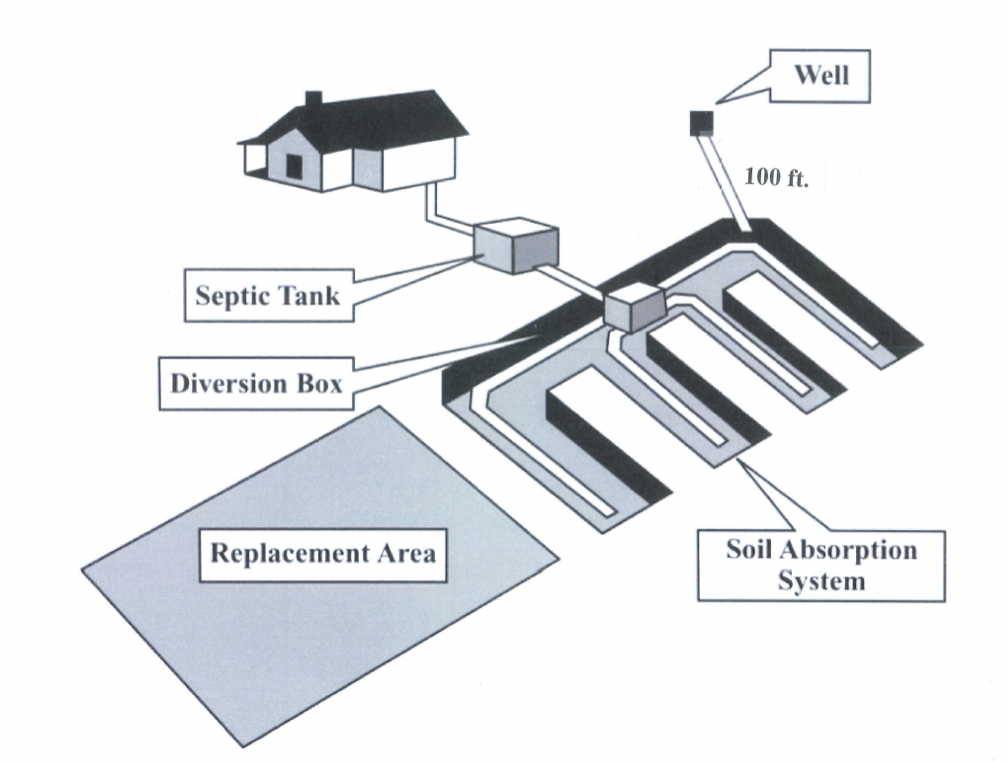 Well
100 ft.
Septic Tank
Diversion Box
Replacement Area
Soil Absorption
System